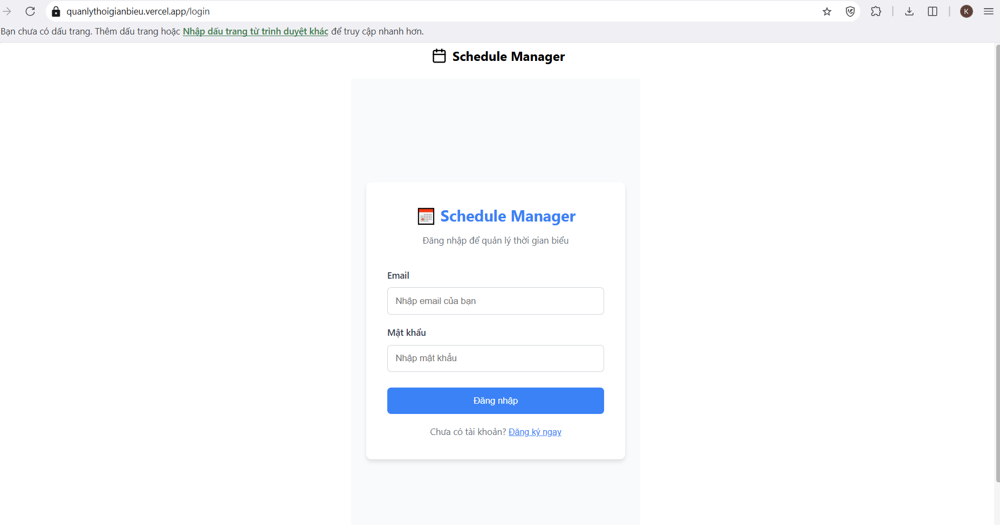 quanlythoigianbieu.vercel.app/login
K
Bạn chưa có dấu trang. Thêm dấu trang hoặc Nhập dấu trang từ trình duyệt khác để truy cập nhanh hơn.
Schedule Manager
Schedule Manager
Đăng nhập để quản lý thời gian biểu
Email
Nhập email của bạn
Mật khẩu
Nhập mật khẩu
Đăng nhập
Chưa có tài khoản? Đăng ký ngay